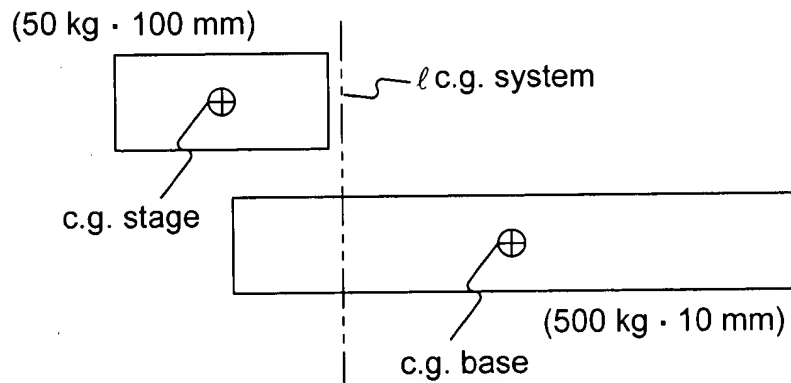 (50 kg · 100 mm)
ℓ c.g. system
c.g. stage
(500 kg · 10 mm)
c.g. base